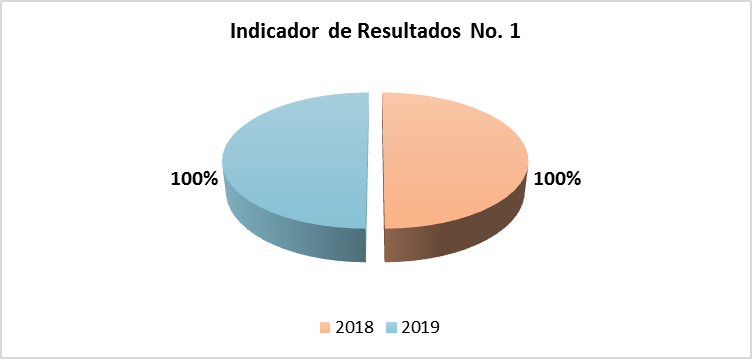 Indicador de Resultados No. 1
100% 100%
2018 2019